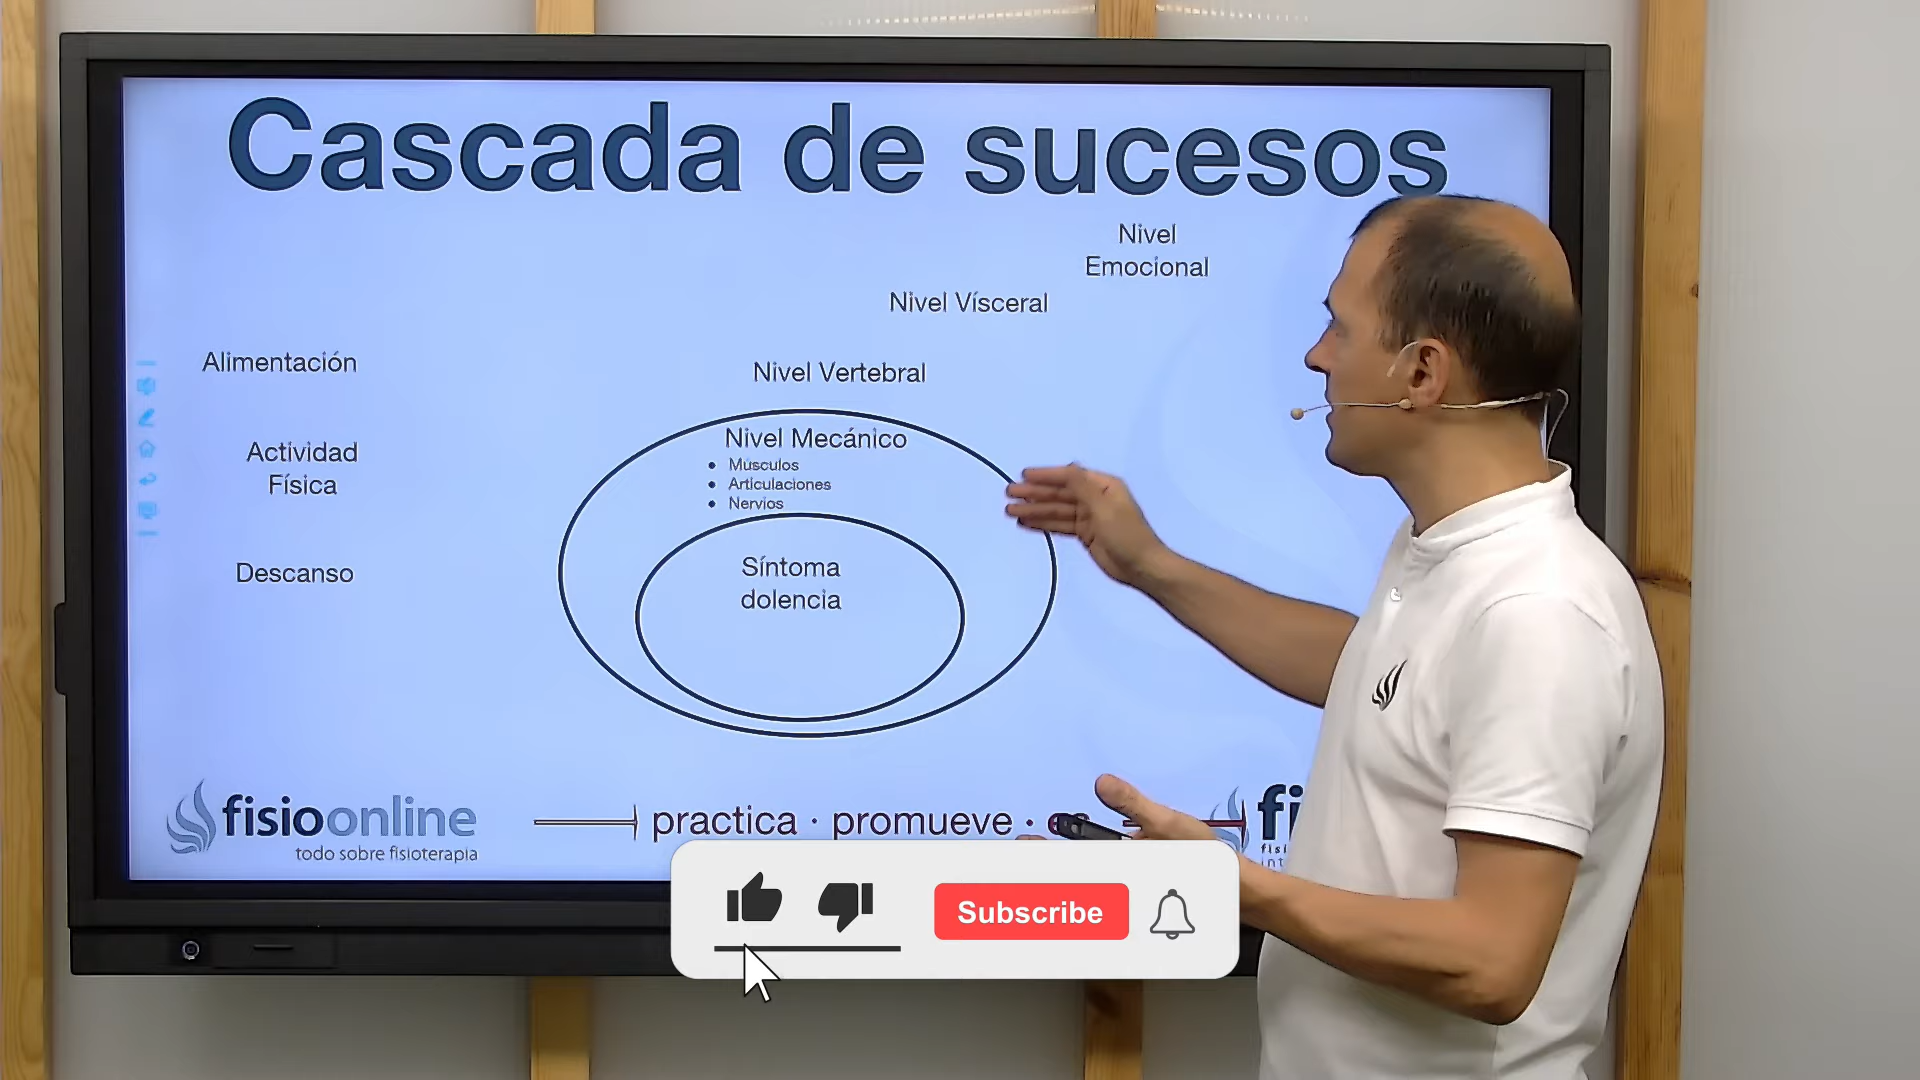 Cascada de sucesos
Nivel
Emocional
Nivel Vísceral
Alimentación
Nivel Vertebral
Actividad
Física
Nivel Mecánico
• Músculos
• Articulaciones
• Nervios
Descanso
Síntoma
dolencia
fisioonline
todo sobre fisioterapia
practica · promueve ·
Subscribe